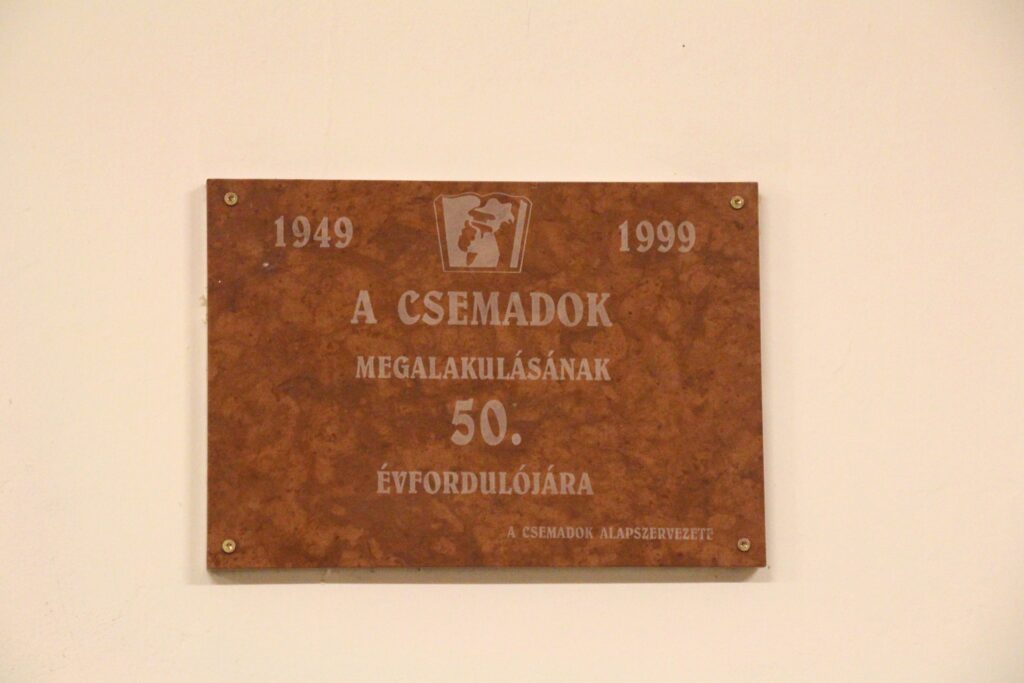 1949 1999
A CSEMADOK
MEGALAKULÁSÁNAK
50.
ÉVFORDULÓJÁRA
A CSEMADOK ALAPSZERVEZETE